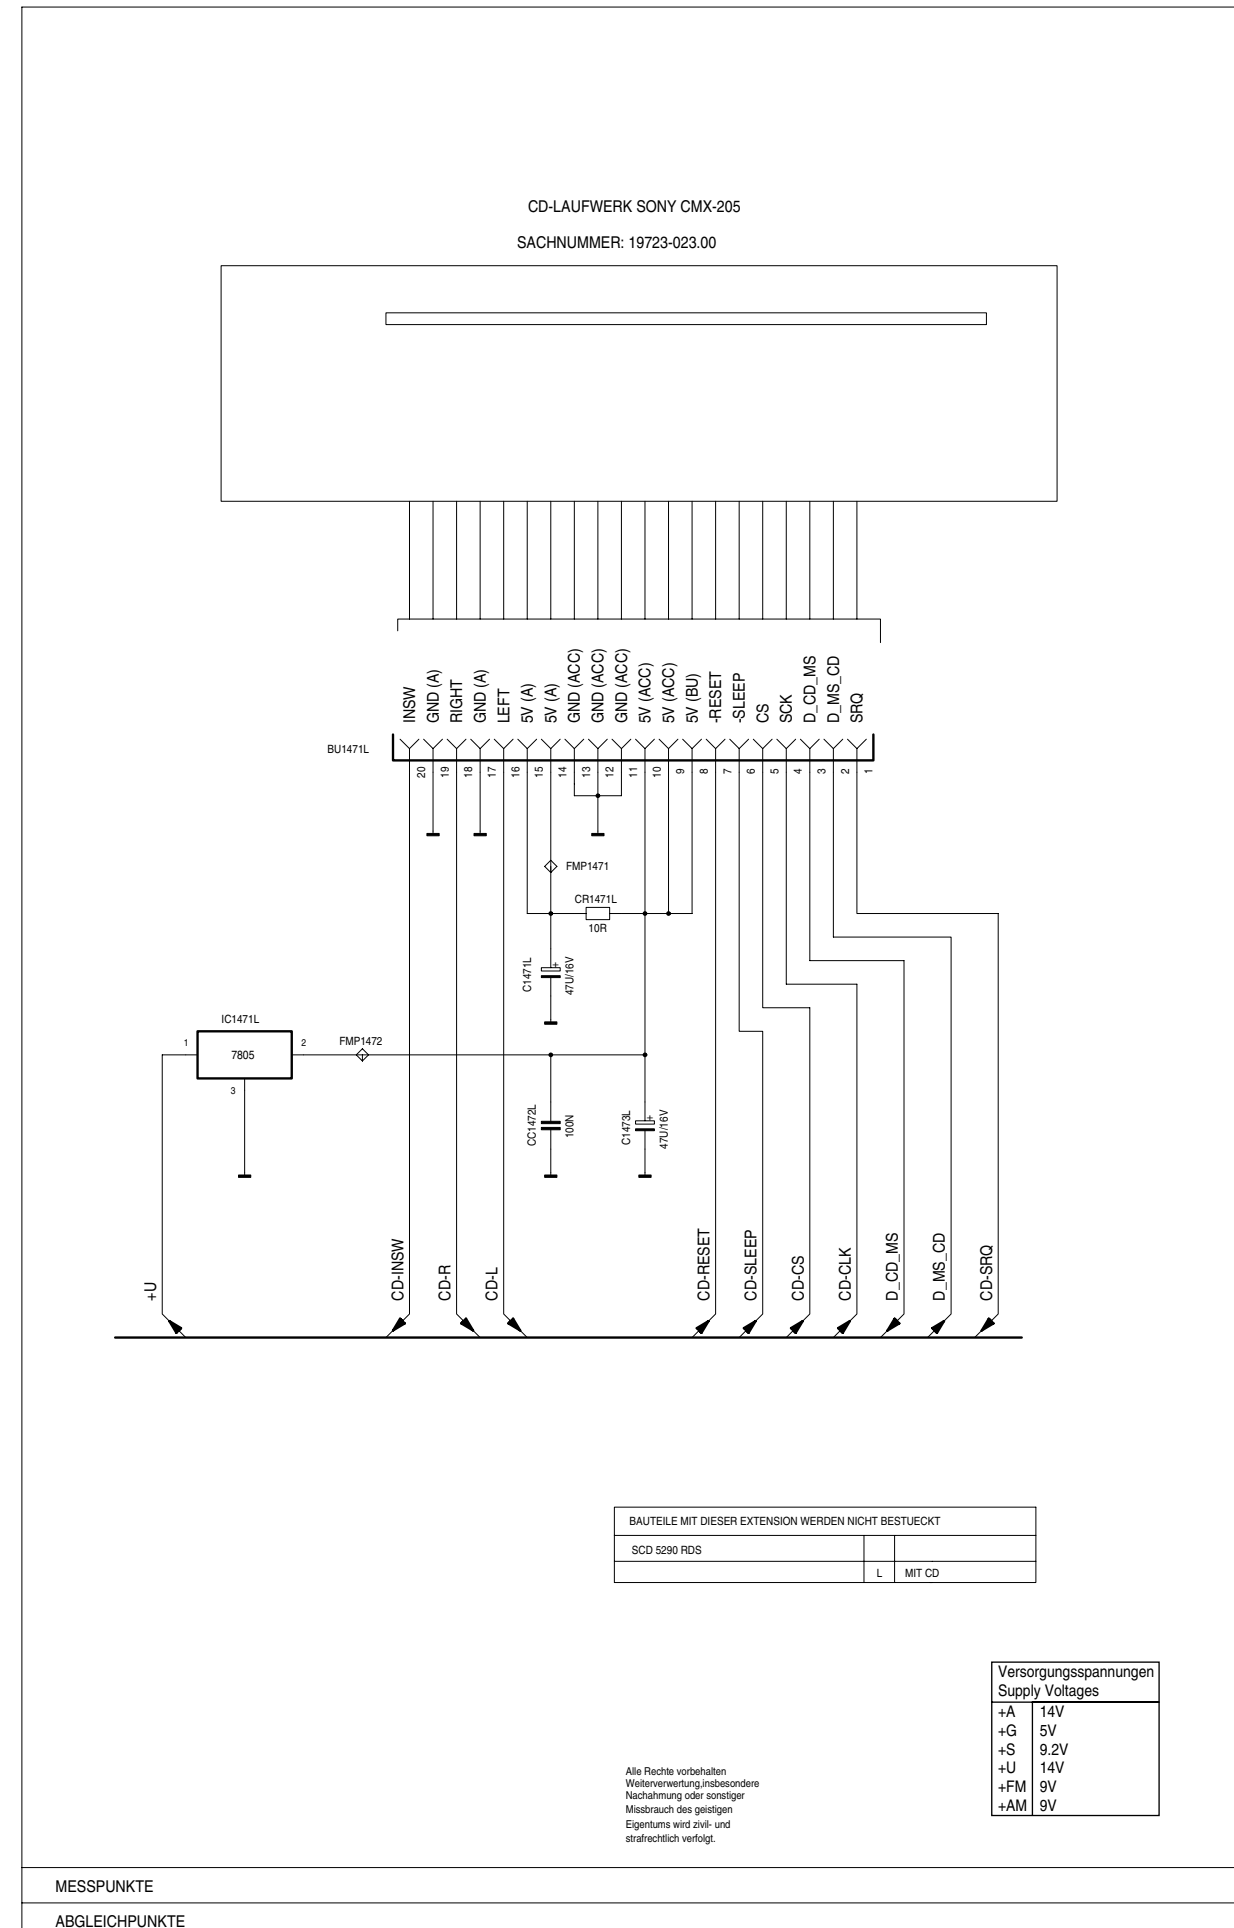 CD-LAUFWERK SONY CMX-205
SACHNUMMER: 19723-023.00
INSW
GND (A)
RIGHT
GND (A)
LEFT
5V (A)
5V (A)
GND (ACC)
GND (ACC)
GND (ACC)
5V (ACC)
5V (ACC)
5V (BU)
-RESET
-SLEEP
CS
SCK
D_CD_MS
D_MS_CD
SRQ
BU1471L
20 19 18 17 16 15 14 13 12 11 10 9 8 7 6 5 4 3 2 1
FMP1471
CR1471L
10R
C1471L
+
47U/16V
IC1471L
1
7805
2
3
FMP1472
CC1472L
100N
C1473L
+
47U/16V
+U
CD-INSW
CD-R
CD-L
CD-RESET
CD-SLEEP
CD-CS
CD-CLK
D_CD_MS
D_MS_CD
CD-SRQ
BAUTEILE MIT DIESER EXTENSION WERDEN NICHT BESTUECKT
SCD 5290 RDS
L MIT CD
Versorgungsspannungen
Supply Voltages
+A 14V
+G 5V
+S 9.2V
+U 14V
+FM 9V
+AM 9V
Alle Rechte vorbehalten
Weiterverwertung,insbesondere
Nachahmung oder sonstiger
Missbrauch des geistigen
Eigentums wird zivil- und
strafrechtlich verfolgt.
MESSPUNKTE
ABGLEICHPUNKTE